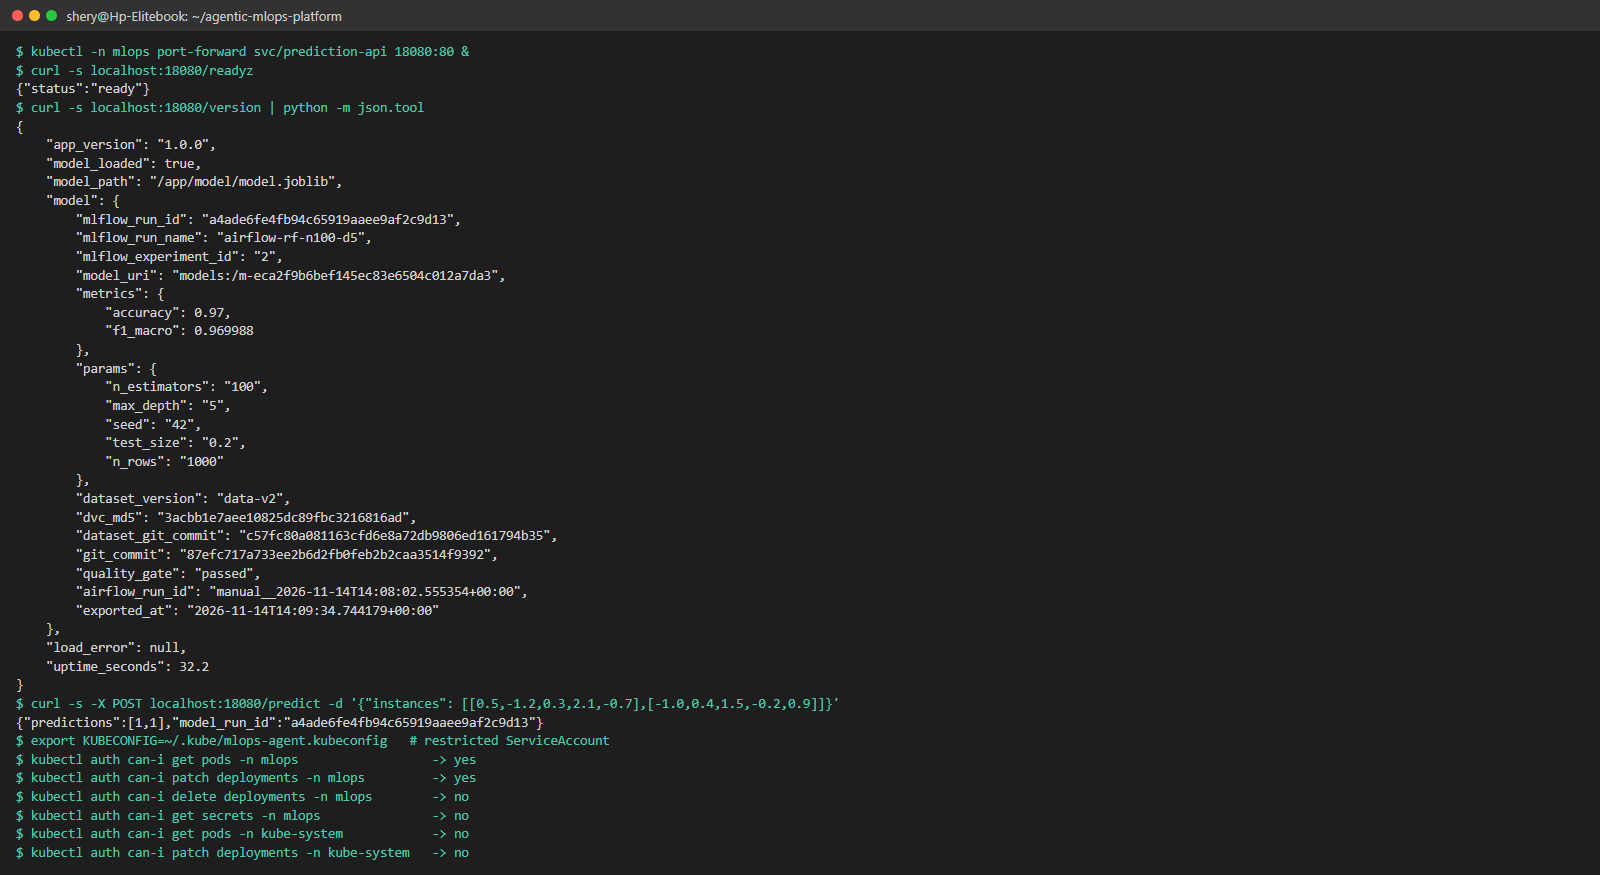 shery@Hp-Elitebook: ~/agentic-mlops-platform
$ kubectl -n mlops port-forward svc/prediction-api 18080:80 &
$ curl -s localhost:18080/readyz
{"status":"ready"}
$ curl -s localhost:18080/version | python -m json.tool
{
    "app_version": "1.0.0",
    "model_loaded": true,
    "model_path": "/app/model/model.joblib",
    "model": {
        "mlflow_run_id": "a4ade6fe4fb94c65919aaee9af2c9d13",
        "mlflow_run_name": "airflow-rf-n100-d5",
        "mlflow_experiment_id": "2",
        "model_uri": "models:/m-eca2f9b6bef145ec83e6504c012a7da3",
        "metrics": {
            "accuracy": 0.97,
            "f1_macro": 0.969988
        },
        "params": {
            "n_estimators": "100",
            "max_depth": "5",
            "seed": "42",
            "test_size": "0.2",
            "n_rows": "1000"
        },
        "dataset_version": "data-v2",
        "dvc_md5": "3acbb1e7aee10825dc89fbc3216816ad",
        "dataset_git_commit": "c57fc80a081163cfd6e8a72db9806ed161794b35",
        "git_commit": "87efc717a733ee2b6d2fb0feb2b2caa3514f9392",
        "quality_gate": "passed",
        "airflow_run_id": "manual__2026-11-14T14:08:02.555354+00:00",
        "exported_at": "2026-11-14T14:09:34.744179+00:00"
    },
    "load_error": null,
    "uptime_seconds": 32.2
}
$ curl -s -X POST localhost:18080/predict -d '{"instances": [[0.5,-1.2,0.3,2.1,-0.7],[-1.0,0.4,1.5,-0.2,0.9]]}'
{"predictions":[1,1],"model_run_id":"a4ade6fe4fb94c65919aaee9af2c9d13"}
$ export KUBECONFIG=~/.kube/mlops-agent.kubeconfig   # restricted ServiceAccount
$ kubectl auth can-i get pods -n mlops                  -> yes
$ kubectl auth can-i patch deployments -n mlops         -> yes
$ kubectl auth can-i delete deployments -n mlops        -> no
$ kubectl auth can-i get secrets -n mlops               -> no
$ kubectl auth can-i get pods -n kube-system            -> no
$ kubectl auth can-i patch deployments -n kube-system   -> no